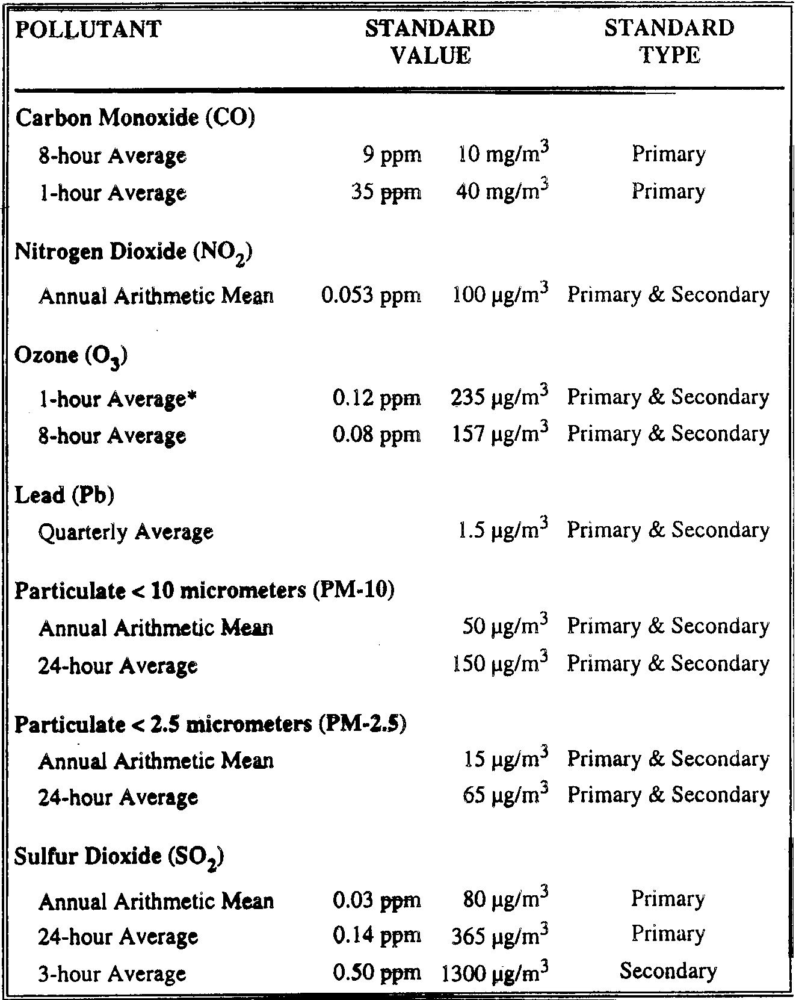 POLLUTANT STANDARD STANDARD
VALUE TYPE
Carbon Monoxide (CO)
8-hour Average 9 ppm 10 mg/m³ Primary
1-hour Average 35 ppm 40 mg/m³ Primary
Nitrogen Dioxide (NO₂)
Annual Arithmetic Mean 0.053 ppm 100 µg/m³ Primary & Secondary
Ozone (O₃)
1-hour Average* 0.12 ppm 235 µg/m³ Primary & Secondary
8-hour Average 0.08 ppm 157 µg/m³ Primary & Secondary
Lead (Pb)
Quarterly Average 1.5 µg/m³ Primary & Secondary
Particulate < 10 micrometers (PM-10)
Annual Arithmetic Mean 50 µg/m³ Primary & Secondary
24-hour Average 150 µg/m³ Primary & Secondary
Particulate < 2.5 micrometers (PM-2.5)
Annual Arithmetic Mean 15 µg/m³ Primary & Secondary
24-hour Average 65 µg/m³ Primary & Secondary
Sulfur Dioxide (SO₂)
Annual Arithmetic Mean 0.03 ppm 80 µg/m³ Primary
24-hour Average 0.14 ppm 365 µg/m³ Primary
3-hour Average 0.50 ppm 1300 µg/m³ Secondary